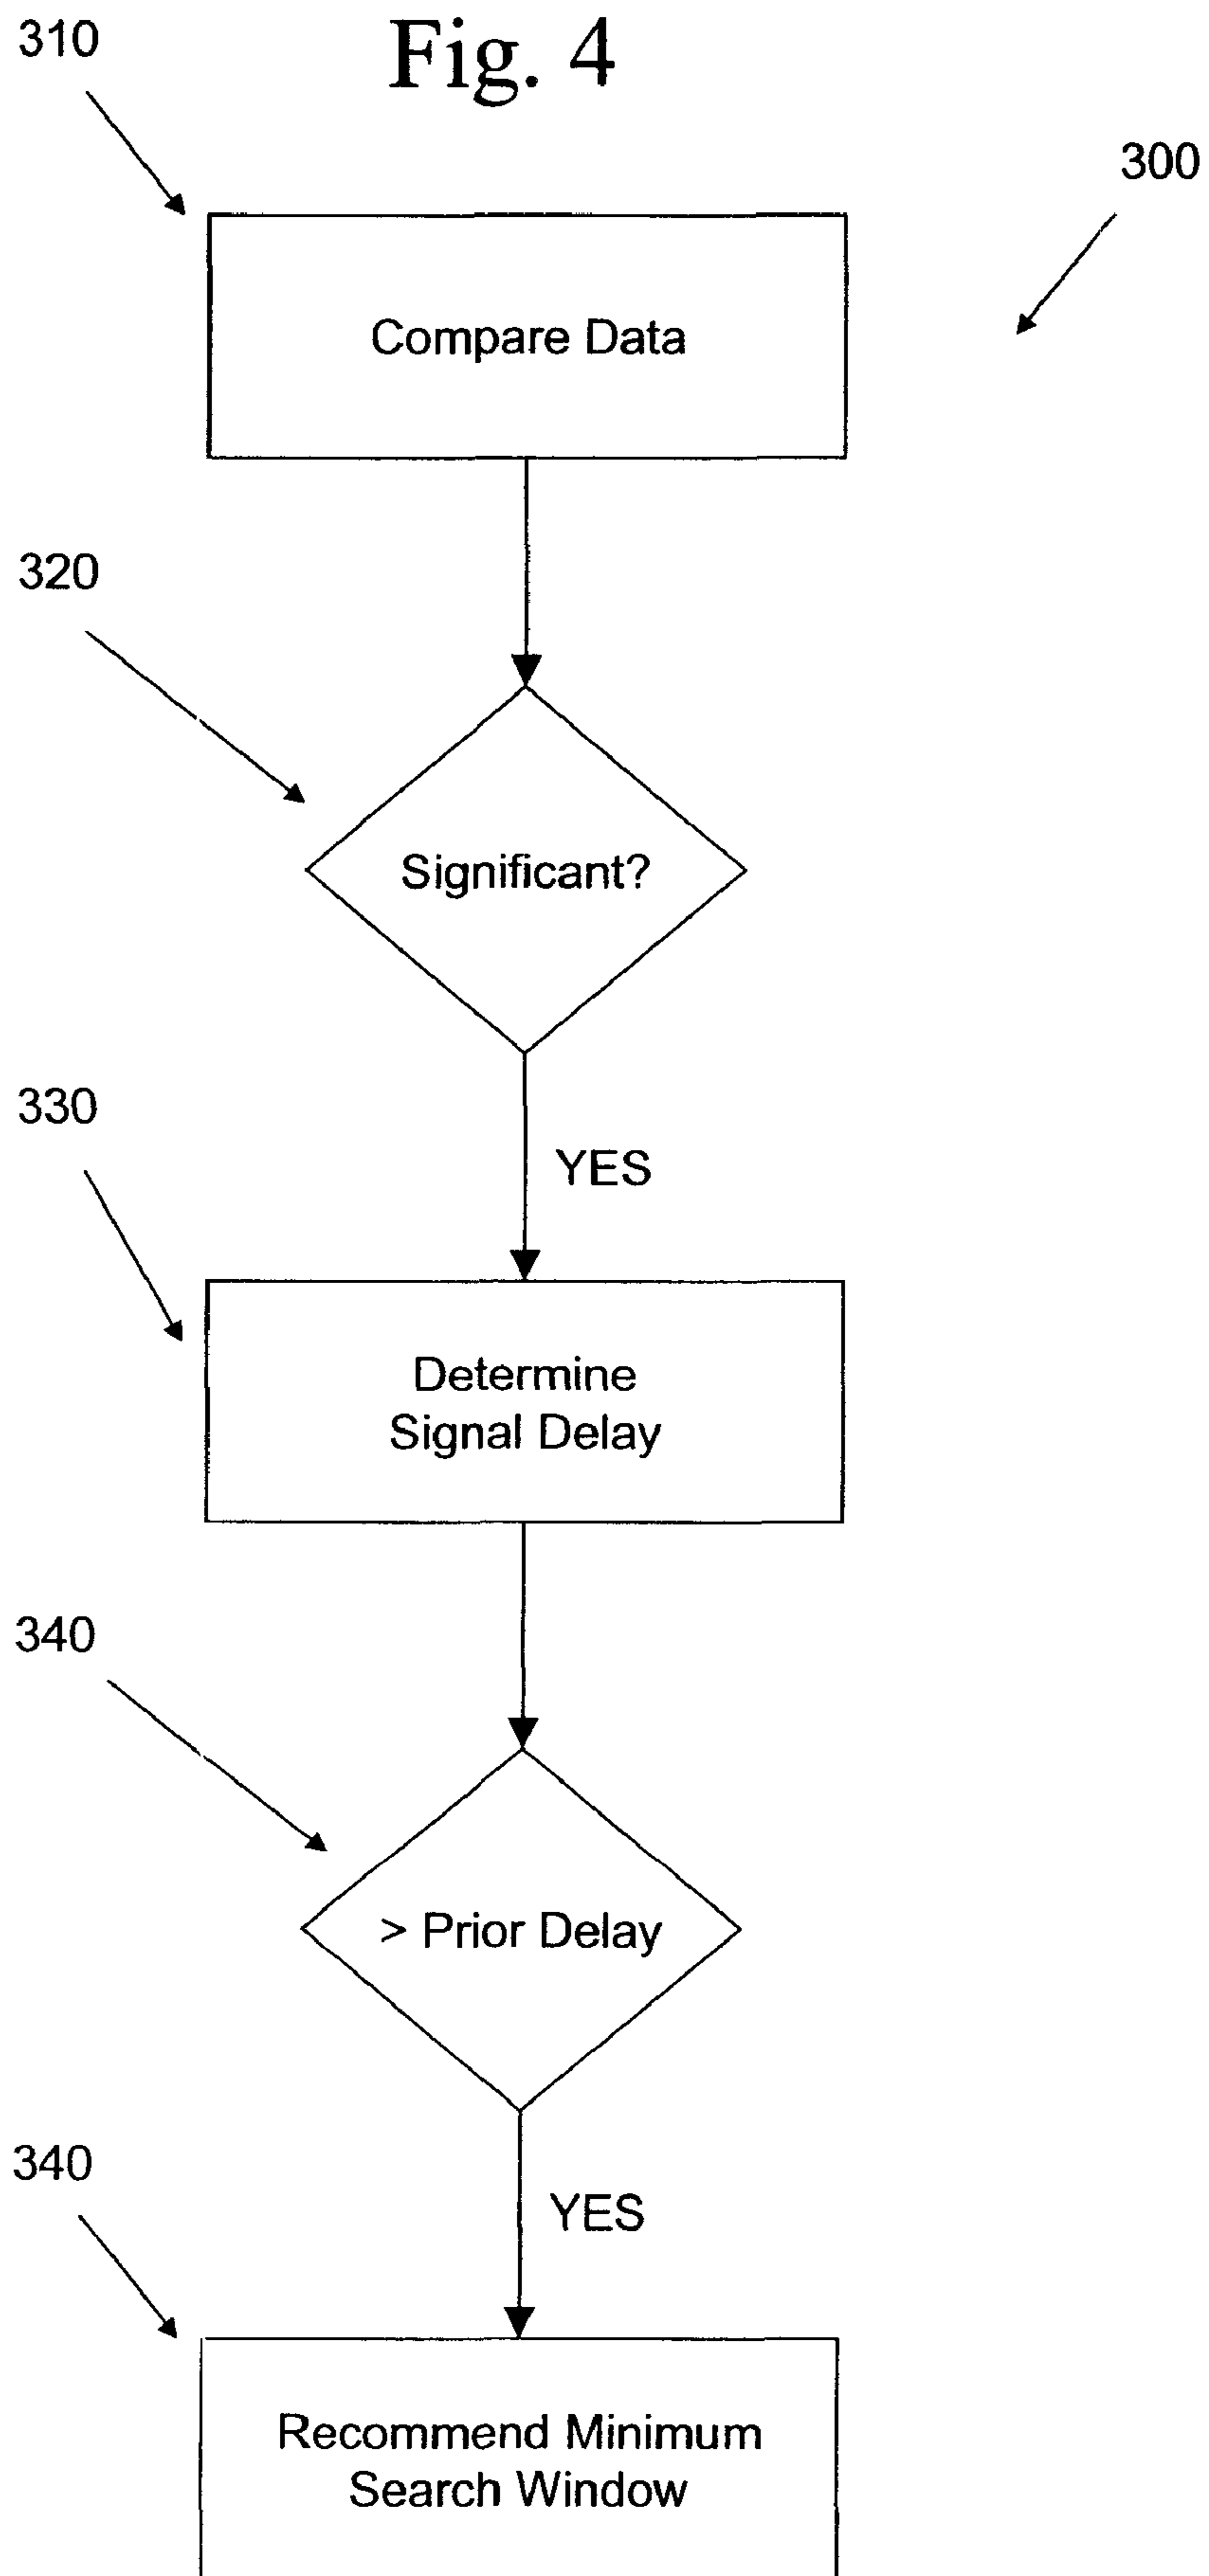 310
Fig. 4
300
Compare Data
320
Significant?
330
YES
Determine
Signal Delay
340
> Prior Delay
340
YES
Recommend Minimum
Search Window